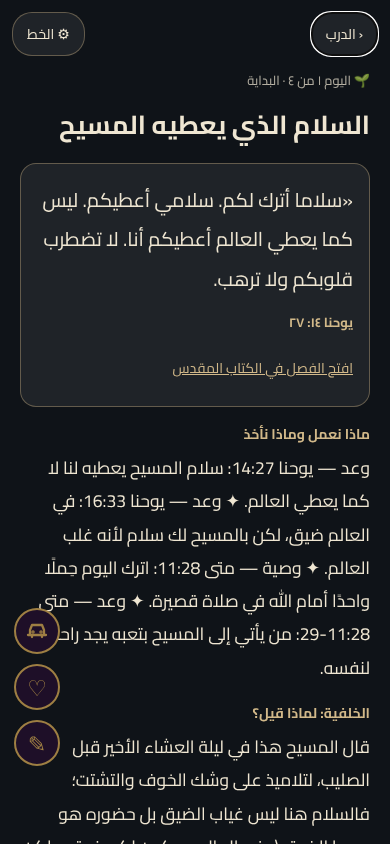 ‹ الدرب
⚙ الخط
🌱 اليوم ١ من ٤ · البداية
السلام الذي يعطيه المسيح
«سلاما أترك لكم. سلامي أعطيكم. ليس
كما يعطي العالم أعطيكم أنا. لا تضطرب
قلوبكم ولا ترهب.
يوحنا ١٤: ٢٧
افتح الفصل في الكتاب المقدس
ماذا نعمل وماذا نأخذ
وعد — يوحنا 14:27: سلام المسيح يعطيه لنا لا
كما يعطي العالم. ✦ وعد — يوحنا 16:33: في
العالم ضيق، لكن بالمسيح لك سلام لأنه غلب
العالم. ✦ وصية — متى 11:28: اترك اليوم حِملًا
واحدًا أمام الله في صلاة قصيرة. ✦ وعد — متى
11:28-29: من يأتي إلى المسيح بتعبه يجد راحة
لنفسه.
الخلفية: لماذا قيل؟
قال المسيح هذا في ليلة العشاء الأخير قبل
الصليب، لتلاميذ على وشك الخوف والتشتت؛
فالسلام هنا ليس غياب الضيق بل حضوره هو